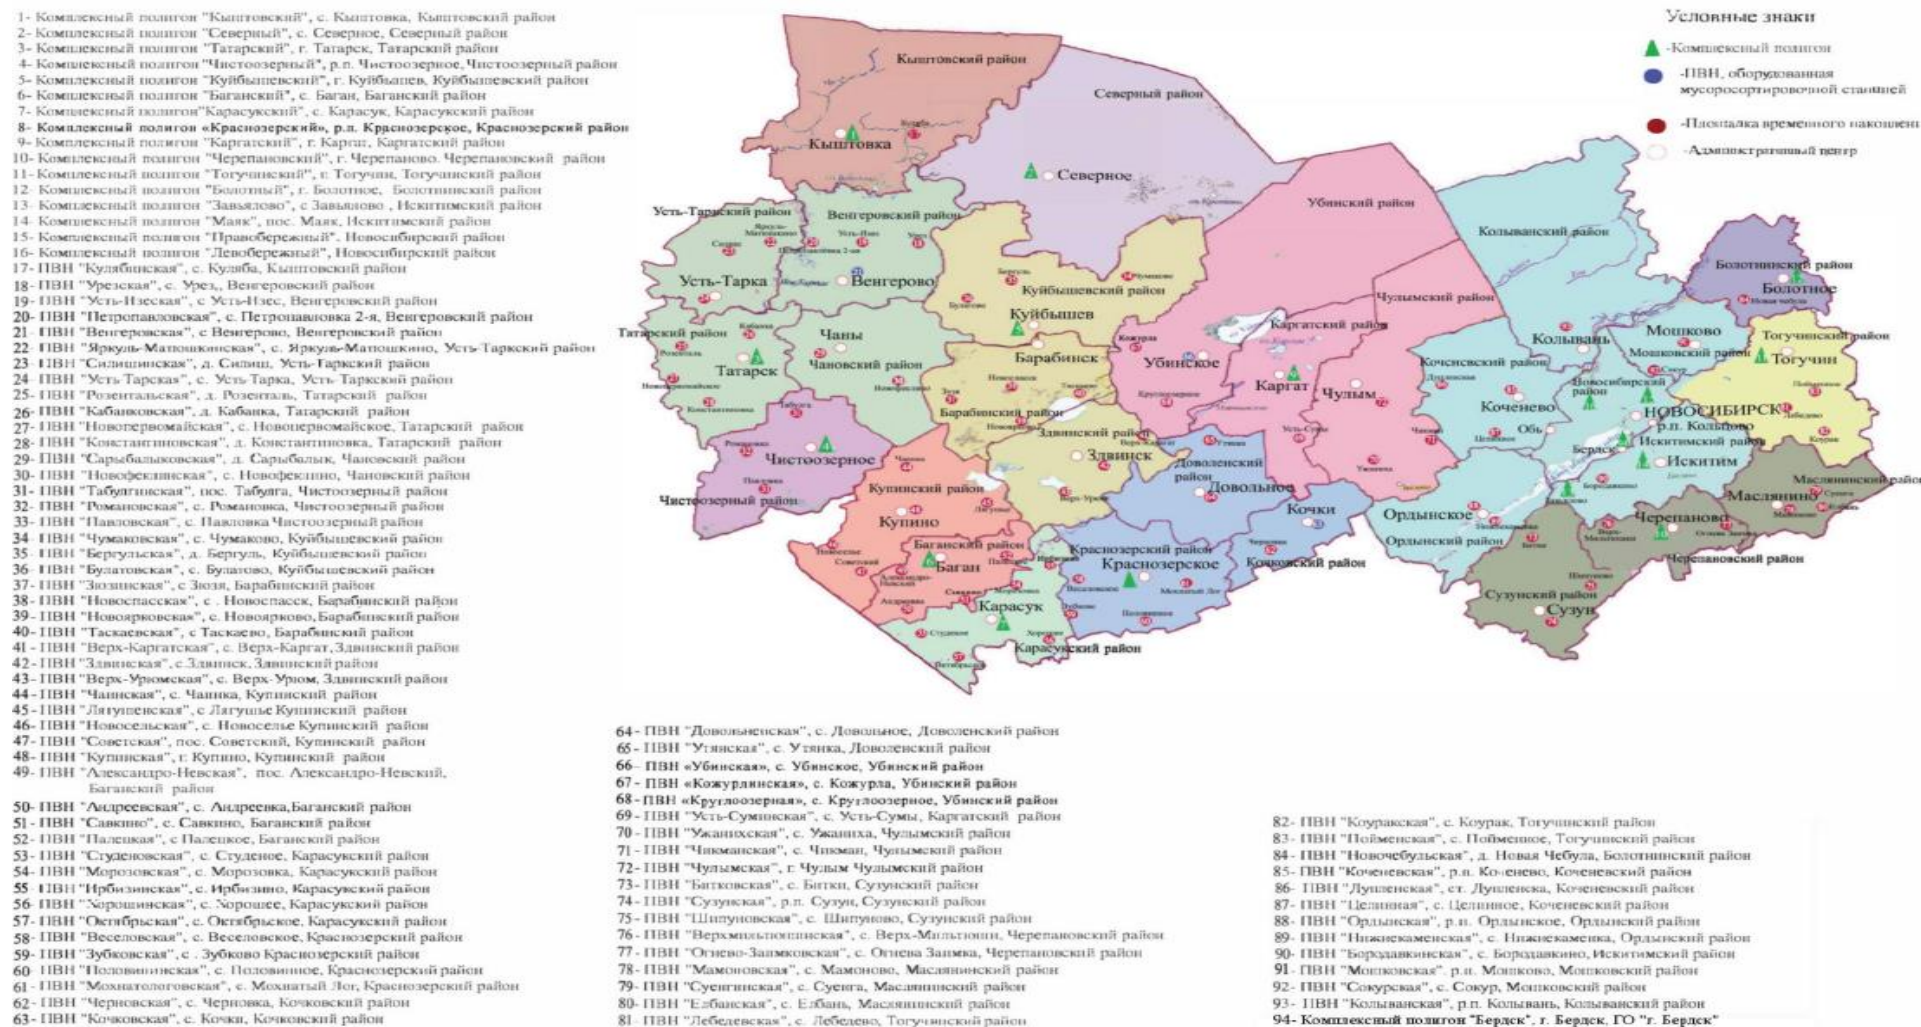 1- Комплексный полигон "Кыштовский", с. Кыштовка, Кыштовский район
2- Комплексный полигон "Северный", с. Северное, Северный район
3- Комплексный полигон "Татарский", г. Татарск, Татарский район
4- Комплексный полигон "Чистоозерный", р.п. Чистоозерное, Чистоозерный район
5- Комплексный полигон "Куйбышевский", г. Куйбышев, Куйбышевский район
6- Комплексный полигон "Баганский", с. Баган, Баганский район
7- Комплексный полигон"Карасукский", с. Карасук, Карасукский район
8- Комплексный полигон «Краснозерский», р.п. Краснозерское, Краснозерский район
9- Комплексный полигон "Каргатский", г. Каргат, Каргатский район
10- Комплексный полигон "Черепановский", г. Черепаново. Черепановский район
11- Комплексный полигон "Тогучинский", г. Тогучин, Тогучинский район
12- Комплексный полигон "Болотный", г. Болотное, Болотнинский район
13- Комплексный полигон "Завьялово", с Завьялово , Искитимский район
14- Комплексный полигон "Маяк", пос. Маяк, Искитимский район
15- Комплексный полигон "Правобережный", Новосибирский район
16- Комплексный полигон "Левобережный", Новосибирский район
17- ПВН "Кулябинская", с. Куляба, Кыштовский район
18- ПВН "Урезская", с. Урез, Венгеровский район
19- ПВН "Усть-Изеская", с Усть-Изес, Венгеровский район
20- ПВН "Петропавловская", с. Петропавловка 2-я, Венгеровский район
21- ПВН "Венгеровская", с Венгерово, Венгеровский район
22- ПВН "Яркуль-Матюшкинская", с. Яркуль-Матюшкино, Усть-Таркский район
23- ПВН "Силишинская", д. Силиш, Усть-Таркский район
24- ПВН "Усть-Тарская", с. Усть-Тарка, Усть-Таркский район
25- ПВН "Розентальская", д. Розенталь, Татарский район
26- ПВН "Кабанковская", д. Кабанка, Татарский район
27- ПВН "Новопервомайская", с. Новопервомайское, Татарский район
28- ПВН "Константиновская", д. Константиновка, Татарский район
29- ПВН "Сарыбалыковская", д. Сарыбалык, Чановский район
30- ПВН "Новофеклинская", с. Новофеклино, Чановский район
31- ПВН "Табулгинская", пос. Табулга, Чистоозерный район
32- ПВН "Романовская", с. Романовка, Чистоозерный район
33- ПВН "Павловская", с. Павловка Чистоозерный район
34- ПВН "Чумаковская", с. Чумаково, Куйбышевский район
35- ПВН "Бергульская", д. Бергуль, Куйбышевский район
36- ПВН "Булатовская", с. Булатово, Куйбышевский район
37- ПВН "Зюзинская", с. Зюзя, Барабинский район
38- ПВН "Новоспасская", с . Новоспасск, Барабинский район
39- ПВН "Новоярковская", с. Новоярково, Барабинский район
40- ПВН "Таскаевская", с Таскаево, Барабинский район
41- ПВН "Верх-Каргатская", с. Верх-Каргат, Здвинский район
42- ПВН "Здвинская", с.Здвинск, Здвинский район
43- ПВН "Верх-Урюмская", с. Верх-Урюм, Здвинский район
44- ПВН "Чаинская", с. Чаинка, Купинский район
45- ПВН "Лягушенская", с Лягушье Купинский район
46- ПВН "Новосельская", с. Новоселье Купинский район
47- ПВН "Советская", пос. Советский, Купинский район
48- ПВН "Купинская", г. Купино, Купинский район
49- ПВН "Александро-Невская", пос. Александро-Невский,
Баганский район
50- ПВН "Андреевская", с. Андреевка,Баганский район
51- ПВН "Савкино", с. Савкино, Баганский район
52- ПВН "Палецкая", с Палецкое, Баганский район
53- ПВН "Студеновская", с. Студеное, Карасукский район
54- ПВН "Морозовская", с. Морозовка, Карасукский район
55- ПВН "Ирбизинская", с. Ирбизино, Карасукский район
56- ПВН "Хорошинская", с. Хорошее, Карасукский район
57- ПВН "Октябрьская", с. Октябрьское, Карасукский район
58- ПВН "Веселовская", с. Веселовское, Краснозерский район
59- ПВН "Зубковская", с . Зубково Краснозерский район
60- ПВН "Половининская", с. Половинное, Краснозерский район
61- ПВН "Мохнатологовская", с. Мохнатый Лог, Краснозерский район
62- ПВН "Черновская", с. Черновка, Кочковский район
63- ПВН "Кочковская", с. Кочки, Кочковский район
64- ПВН "Довольненская", с. Довольное, Доволенский район
65- ПВН "Утянская", с. Утянка, Доволенский район
66- ПВН «Убинская», с. Убинское, Убинский район
67- ПВН «Кожурлинская», с. Кожурла, Убинский район
68- ПВН «Круглоозерная», с. Круглоозерное, Убинский район
69- ПВН "Усть-Суминская", с. Усть-Сумы, Каргатский район
70- ПВН "Ужанихская", с. Ужаниха, Чулымский район
71- ПВН "Чикманская", с. Чикман, Чулымский район
72- ПВН "Чулымская", г. Чулым Чулымский район
73- ПВН "Битковская", с. Битки, Сузунский район
74- ПВН "Сузунская", р.п. Сузун, Сузунский район
75- ПВН "Шипуновская", с. Шипуново, Сузунский район
76- ПВН "Верхмильтюшинская", с. Верх-Мильтюши, Черепановский район
77- ПВН "Огнево-Заимковская", с. Огнева Заимка, Черепановский район
78- ПВН "Мамоновская", с. Мамоново, Маслянинский район
79- ПВН "Суенгинская", с. Суенга, Маслянинский район
80- ПВН "Елбанская", с. Елбань, Маслянинский район
81- ПВН "Лебедевская", с. Лебедево, Тогучинский район
82- ПВН "Коуракская", с. Коурак, Тогучинский район
83- ПВН "Пойменская", с. Пойменное, Тогучинский район
84- ПВН "Новочебульская", д. Новая Чебула, Болотнинский район
85- ПВН "Коченевская", р.п. Коченево, Коченевский район
86- ПВН "Дупленская", ст. Дупленска, Коченевский район
87- ПВН "Целинная", с. Целинное, Коченевский район
88- ПВН "Ордынская", р.п. Ордынское, Ордынский район
89- ПВН "Нижнекаменская", с. Нижнекаменка, Ордынский район
90- ПВН "Бородавкинская", с. Бородавкино, Искитимский район
91- ПВН "Мошковская". р.п. Мошково, Мошковский район
92- ПВН "Сокурская", с. Сокур, Мошковский район
93- ПВН "Колыванская", р.п. Колывань, Колыванский район
94- Комплексный полигон "Бердск", г. Бердск, ГО "г. Бердск"
Условные знаки
-Комплексный полигон
-ПВН, оборудованная
мусоросортировочной станцией
-Площадка временного накоплени
-Административный центр
Кыштовский район
Северный район
Кыштовка
Северное
Усть-Таркский район
Венгеровский район
Убинский район
Колыванский район
Усть-Тарка
Венгерово
Куйбышевский район
Болотнинский район
Болотное
Татарский район
Чаны
Куйбышев
Чулымский район
Каргатский район
Мошково
Тогучинский район
Татарск
Чановский район
Барабинск
Кожурла
Убинское
Колывань
Мошковский район
Тогучин
Коченевский район
Каргат
Чулым
Новосибирский
район
Барабинский район
Круглоозерное
Коченево
НОВОСИБИРСК
р.п. Кольцово
Обь
Здвинский район
Искитимский район
Чистоозерное
Здвинск
Доволенский
район
Бердск
Искитим
Чистоозерный район
Купинский район
Довольное
Маслянинский район
Купино
Кочки
Маслянино
Ордынское
Черепаново
Баганский район
Баган
Краснозерский район
Краснозерское
Кочковский район
Ордынский район
Черепановский район
Карасук
Сузунский район
Сузун
Карасукский район